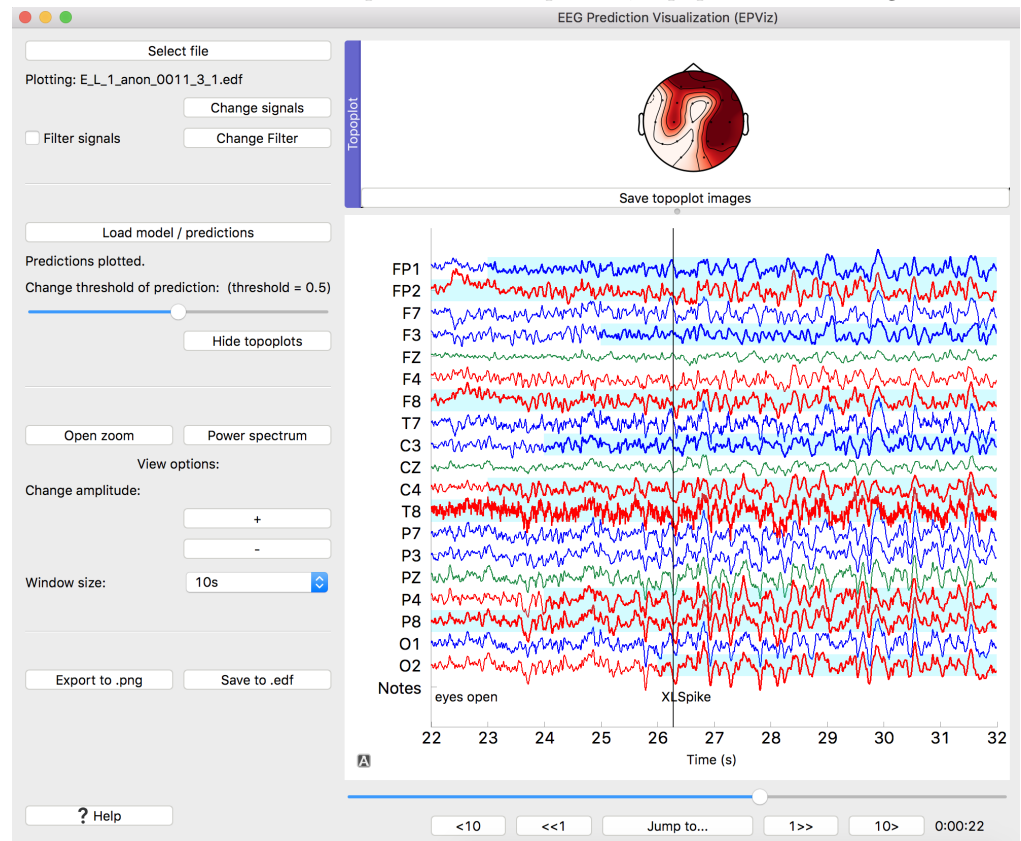 EEG Prediction Visualization (EPViz)
Select file
Plotting: E_L_1_anon_0011_3_1.edf
Change signals
Filter signals
Change Filter
Load model / predictions
Predictions plotted.
Change threshold of prediction: (threshold = 0.5)
Hide topoplots
Open zoom
Power spectrum
View options:
Change amplitude:
+
-
Window size:
10s
Export to .png
Save to .edf
? Help
Topoplot
Save topoplot images
FP1
FP2
F7
F3
FZ
F4
F8
T7
C3
CZ
C4
T8
P7
P3
PZ
P4
P8
O1
O2
Notes
eyes open
XLSpike
22 23 24 25 26 27 28 29 30 31 32
Time (s)
A
<10
<<1
Jump to...
1>>
10>
0:00:22